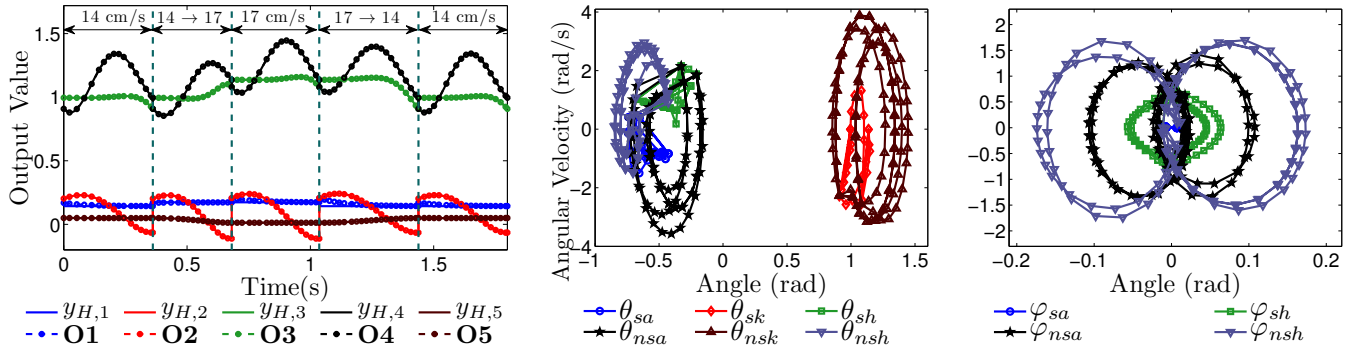 14 cm/s 14 → 17 17 cm/s 17 → 14 14 cm/s
Output Value
1.5
1
0.5
0
0 0.5 1 1.5
Time(s)
y_{H,1} y_{H,2} y_{H,3} y_{H,4} y_{H,5}
O1 O2 O3 O4 O5
Angular Velocity (rad/s)
4
2
0
−2
−4
−1 −0.5 0 0.5 1 1.5
Angle (rad)
θ_{sa} θ_{sk} θ_{sh}
θ_{nsa} θ_{nsk} θ_{nsh}
2
1.5
1
0.5
0
−0.5
−1
−1.5
−2
−0.2 −0.1 0 0.1 0.2
Angle (rad)
φ_{sa} φ_{sh}
φ_{nsa} φ_{nsh}